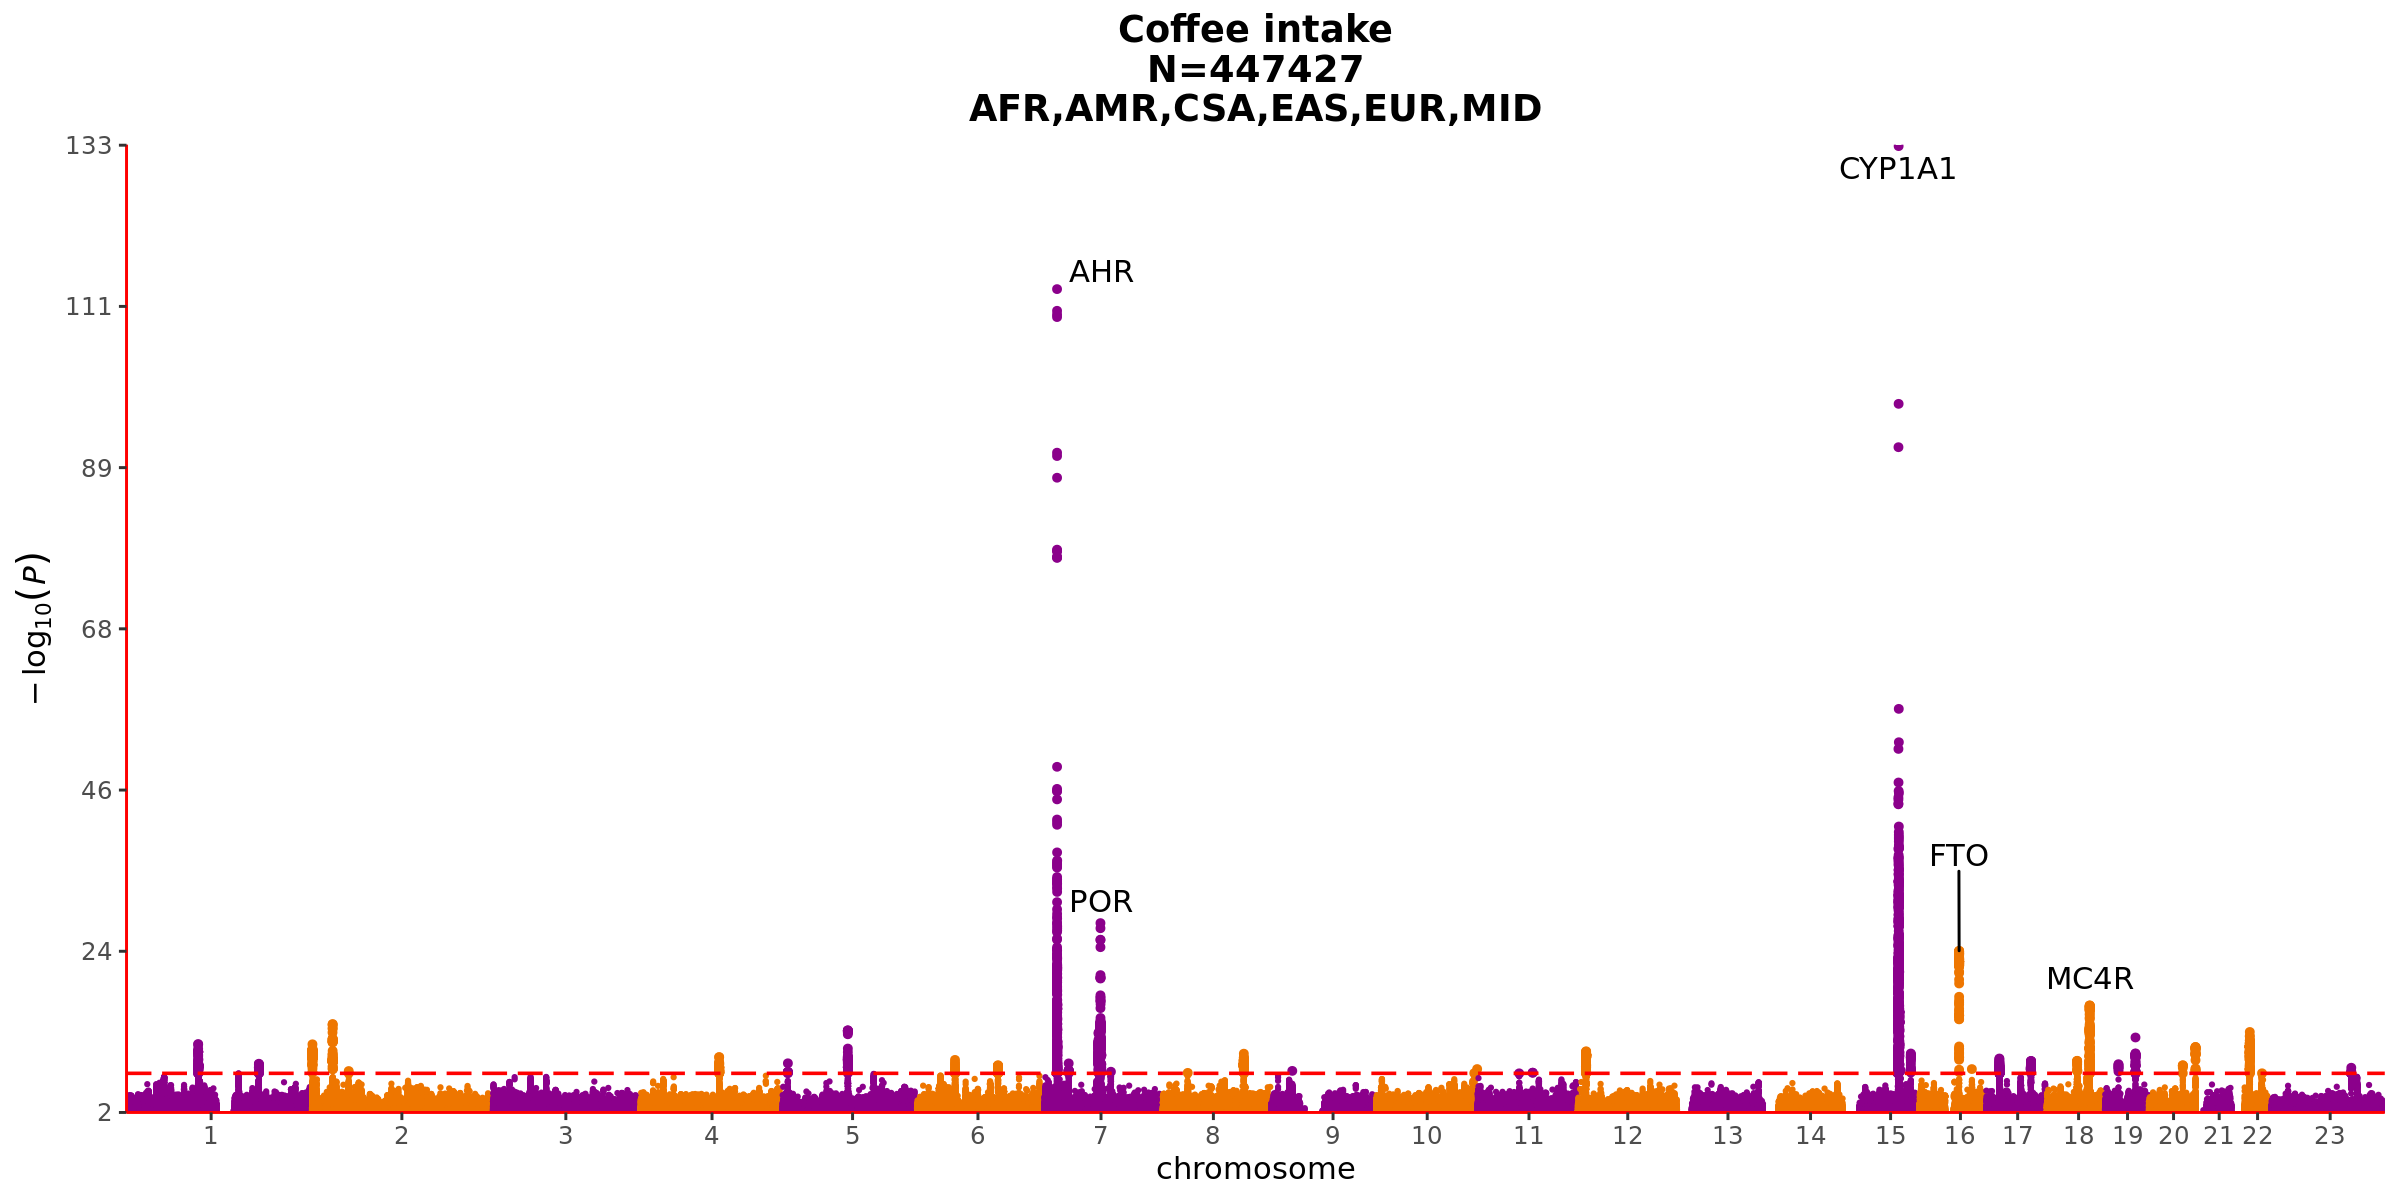 Coffee intake
N=447427
AFR,AMR,CSA,EAS,EUR,MID
133
CYP1A1
AHR
111
89
−log10(P)
68
46
FTO
POR
24
MC4R
2
1 2 3 4 5 6 7 8 9 10 11 12 13 14 15 16 17 18 19 20 21 22 23
chromosome